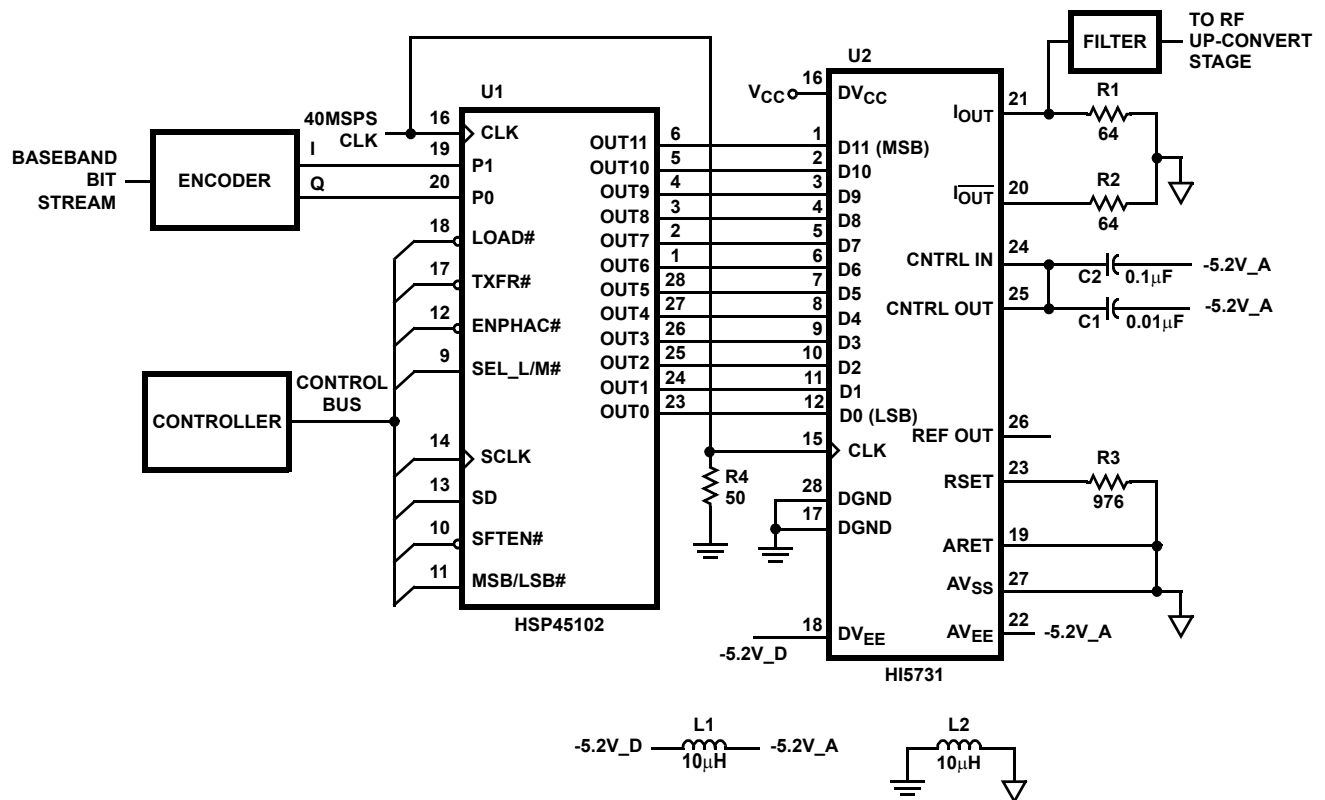 TO RF
UP-CONVERT
STAGE
FILTER
U2
U1
16
V_CC
DV_CC
21
R1
I_OUT
64
40MSPS
CLK
16
CLK
19
I
P1
20
Q
P0
BASEBAND
BIT
STREAM
ENCODER
18
LOAD#
17
TXFR#
12
ENPHAC#
9
SEL_L/M#
CONTROLLER
CONTROL
BUS
14
SCLK
13
SD
10
SFTEN#
11
MSB/LSB#
HSP45102
OUT11 6 1 D11 (MSB)
OUT10 5 2 D10
OUT9 4 3 D9
OUT8 3 4 D8
OUT7 2 5 D7
OUT6 1 6 D6
OUT5 28 7 D5
OUT4 27 8 D4
OUT3 26 9 D3
OUT2 25 10 D2
OUT1 24 11 D1
OUT0 23 12 D0 (LSB)
15
CLK
R4
50
28
DGND
17
DGND
18
DV_EE
-5.2V_D
20
R2
I̅O̅U̅T̅
64
24
CNTRL IN
C2 0.1μF
-5.2V_A
25
CNTRL OUT
C1 0.01μF
-5.2V_A
26
REF OUT
23
R3
RSET
976
19
ARET
27
AV_SS
22
AV_EE
-5.2V_A
HI5731
L1
-5.2V_D
-5.2V_A
10μH
L2
10μH